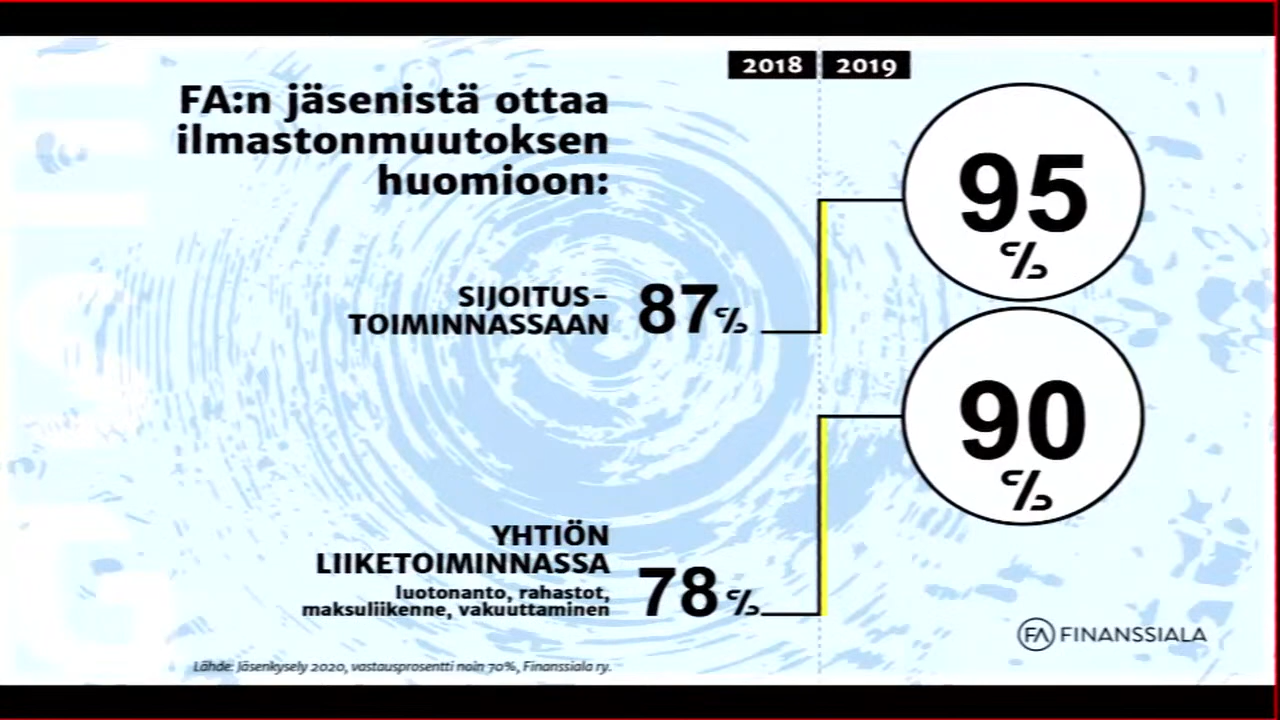 2018 2019
FA:n jäsenistä ottaa
ilmastonmuutoksen
huomioon:
95
%
SIJOITUS-
TOIMINNASSAAN 87%
90
%
YHTIÖN
LIIKETOIMINNASSA
luotonanto, rahastot,
maksuliikenne, vakuuttaminen
78%
FA FINANSSIALA
Lähde: Jäsenkysely 2020, vastausprosentti noin 70%, Finanssiala ry.